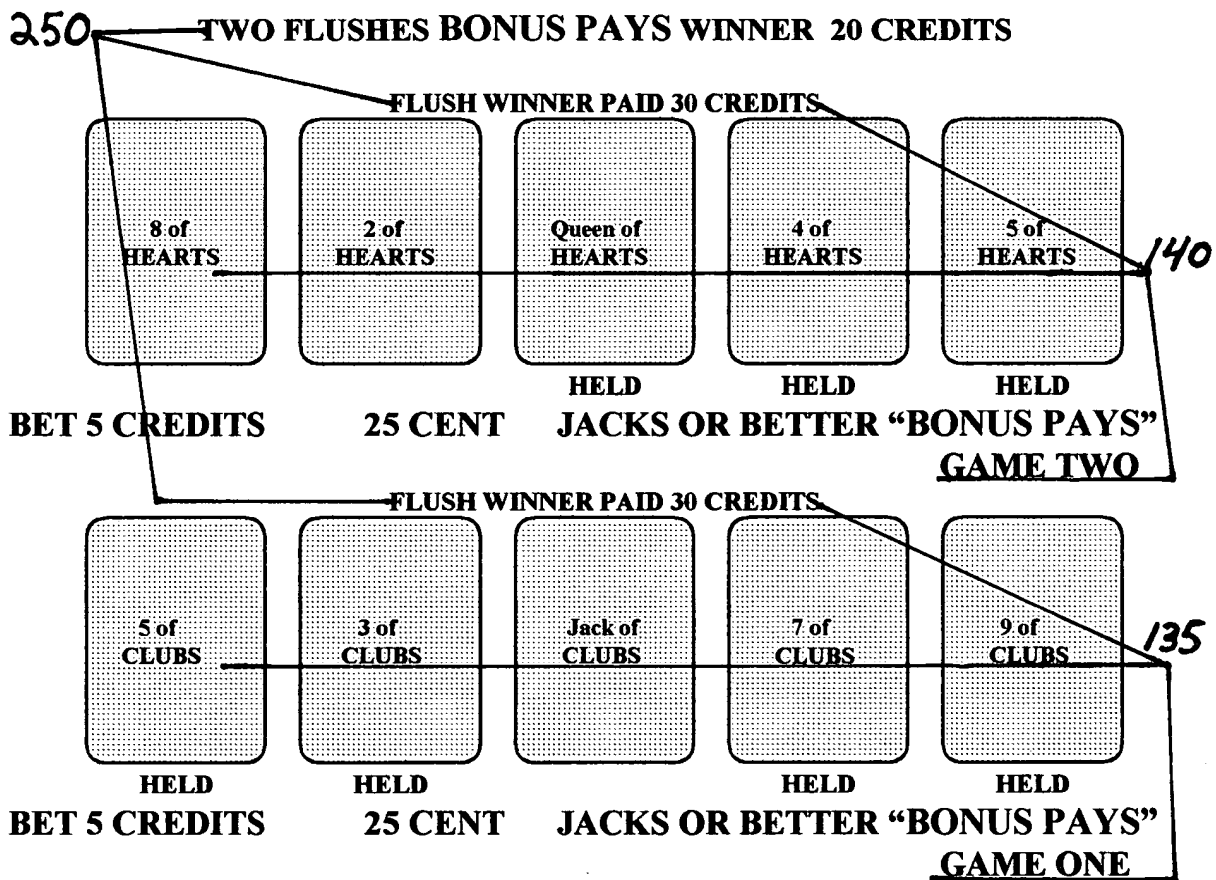 250 TWO FLUSHES BONUS PAYS WINNER 20 CREDITS
FLUSH WINNER PAID 30 CREDITS
8 of HEARTS
2 of HEARTS
Queen of HEARTS
4 of HEARTS
5 of HEARTS
140
HELD HELD HELD
BET 5 CREDITS 25 CENT JACKS OR BETTER “BONUS PAYS”
GAME TWO
FLUSH WINNER PAID 30 CREDITS
5 of CLUBS
3 of CLUBS
Jack of CLUBS
7 of CLUBS
9 of CLUBS
135
HELD HELD HELD HELD
BET 5 CREDITS 25 CENT JACKS OR BETTER “BONUS PAYS”
GAME ONE